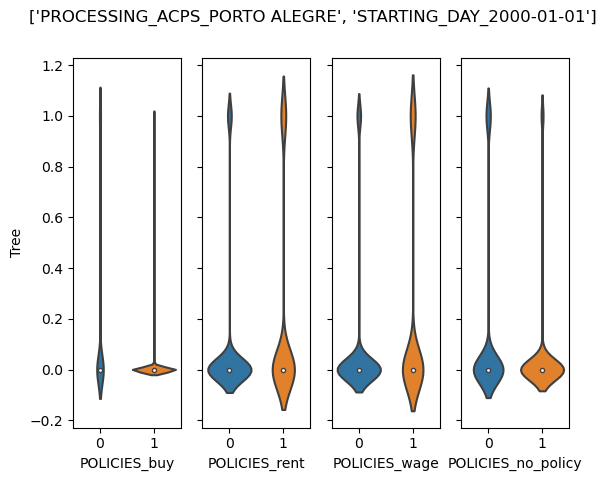 ['PROCESSING_ACPS_PORTO ALEGRE', 'STARTING_DAY_2000-01-01']
1.2
1.0
0.8
0.6
0.4
0.2
0.0
−0.2
Tree
0 1 0 1 0 1 0 1
POLICIES_buy POLICIES_rent POLICIES_wage POLICIES_no_policy